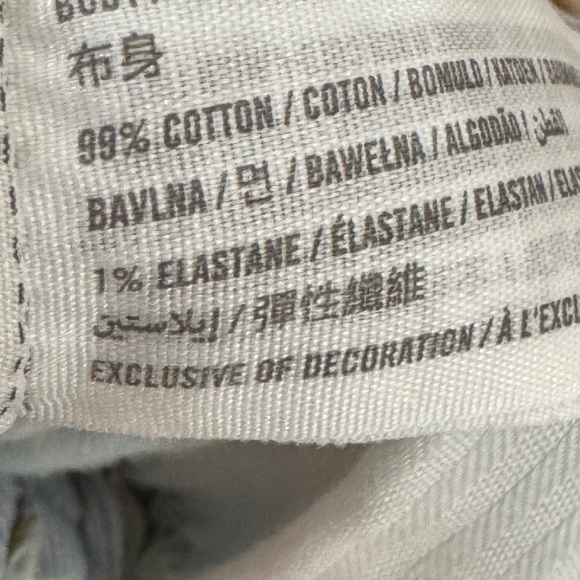 布身
99% COTTON / COTON / BOMULD / KATOEN /
BAVLNA / 면 / BAWEŁNA / ALGODÃO / القطن
1% ELASTANE / ÉLASTANE / ELASTAN /
إيلاستين / 彈性纖維
EXCLUSIVE OF DECORATION / À L'EXCL